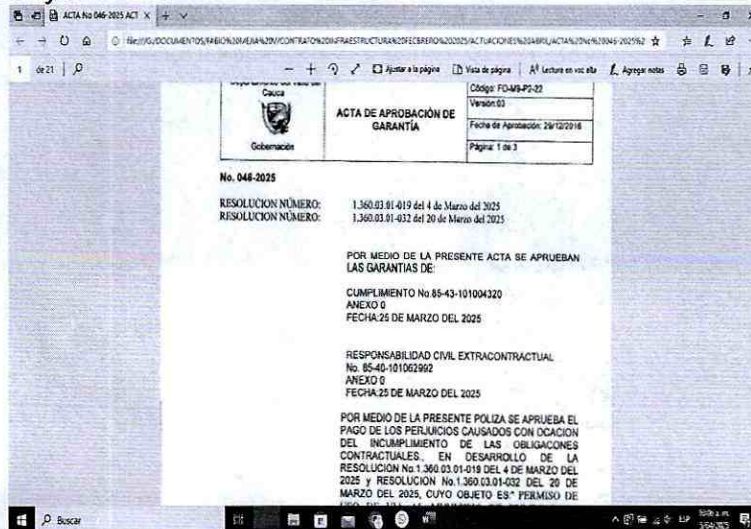 ACTA No 046-2025 ACT
1 de 21
Ajustar a la página
Vista de página
Lectura en voz alta
Agregar notas
Departamento del Valle del
Cauca
Gobernación
ACTA DE APROBACIÓN DE
GARANTÍA
Código: FO-M9-P2-22
Versión:03
Fecha de Aprobación: 29/12/2016
Página: 1 de 3
No. 046-2025
RESOLUCION NÚMERO: 1.360.03.01-019 del 4 de Marzo del 2025
RESOLUCION NÚMERO: 1.360.03.01-032 del 20 de Marzo del 2025
POR MEDIO DE LA PRESENTE ACTA SE APRUEBAN
LAS GARANTIAS DE:
CUMPLIMIENTO No.85-43-101004320
ANEXO 0
FECHA:25 DE MARZO DEL 2025
RESPONSABILIDAD CIVIL EXTRACONTRACTUAL
No. 85-40-101062992
ANEXO 0
FECHA:25 DE MARZO DEL 2025
POR MEDIO DE LA PRESENTE POLIZA SE APRUEBA EL
PAGO DE LOS PERJUICIOS CAUSADOS CON OCACION
DEL INCUMPLIMIENTO DE LAS OBLIGACONES
CONTRACTUALES., EN DESARROLLO DE LA
RESOLUCION No.1.360.03.01-019 DEL 4 DE MARZO DEL
2025 y RESOLUCION No.1.360.03.01-032 DEL 20 DE
MARZO DEL 2025, CUYO OBJETO ES:" PERMISO DE
Buscar
ESP